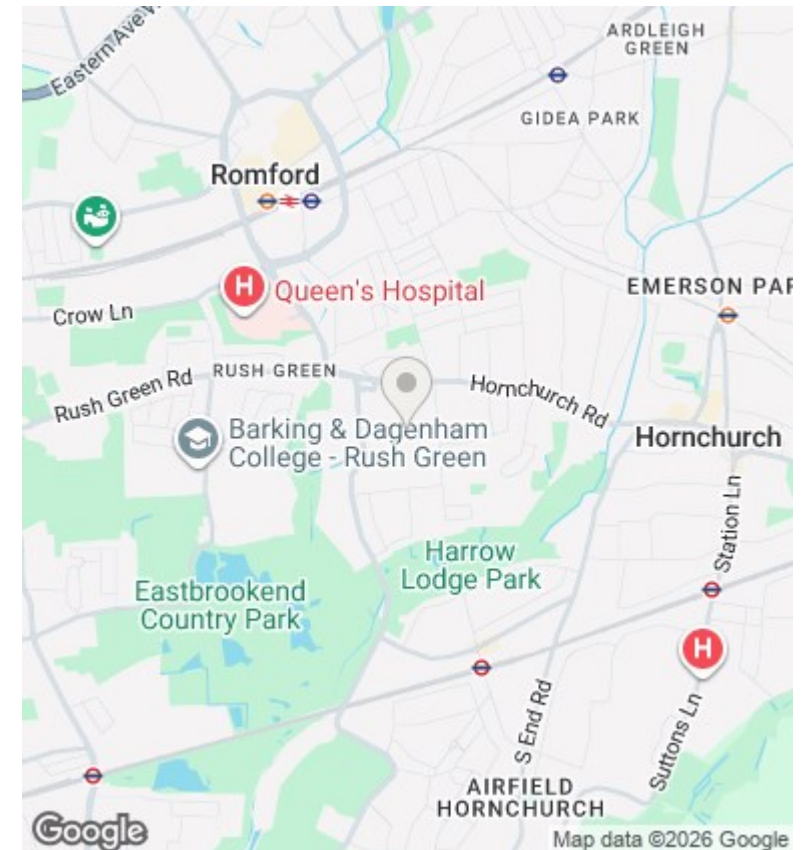 Eastern Ave W
ARDLEIGH
GREEN
GIDEA PARK
Romford
H
Queen's Hospital
EMERSON PAR
Crow Ln
RUSH GREEN
Rush Green Rd
Hornchurch Rd
Barking & Dagenham
College - Rush Green
Hornchurch
Station Ln
Harrow
Lodge Park
Eastbrookend
Country Park
H
S End Rd
Suttons Ln
AIRFIELD
HORNCHURCH
Google
Map data ©2026 Google